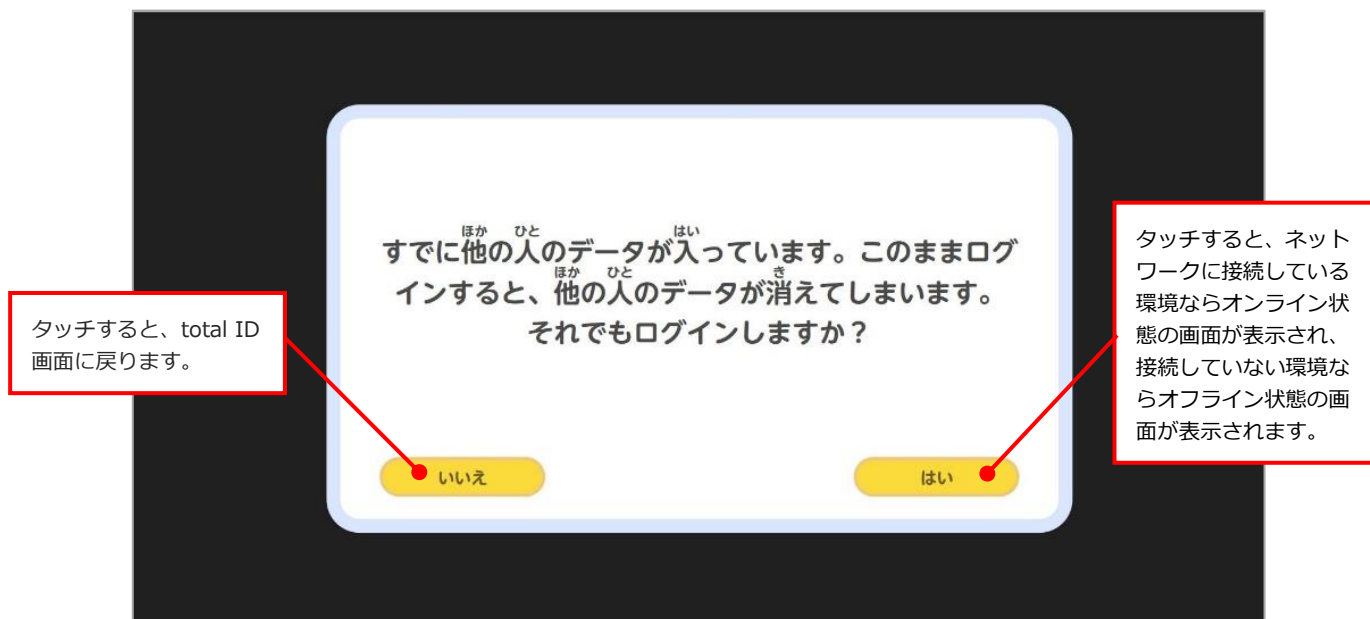 ほか ひと はい
すでに他の人のデータが入っています。このままログ
ほか ひと き
インすると、他の人のデータが消えてしまいます。
それでもログインしますか？
タッチすると、total ID
画面に戻ります。
いいえ
はい
タッチすると、ネット
ワークに接続している
環境ならオンライン状
態の画面が表示され、
接続していない環境な
らオフライン状態の画
面が表示されます。